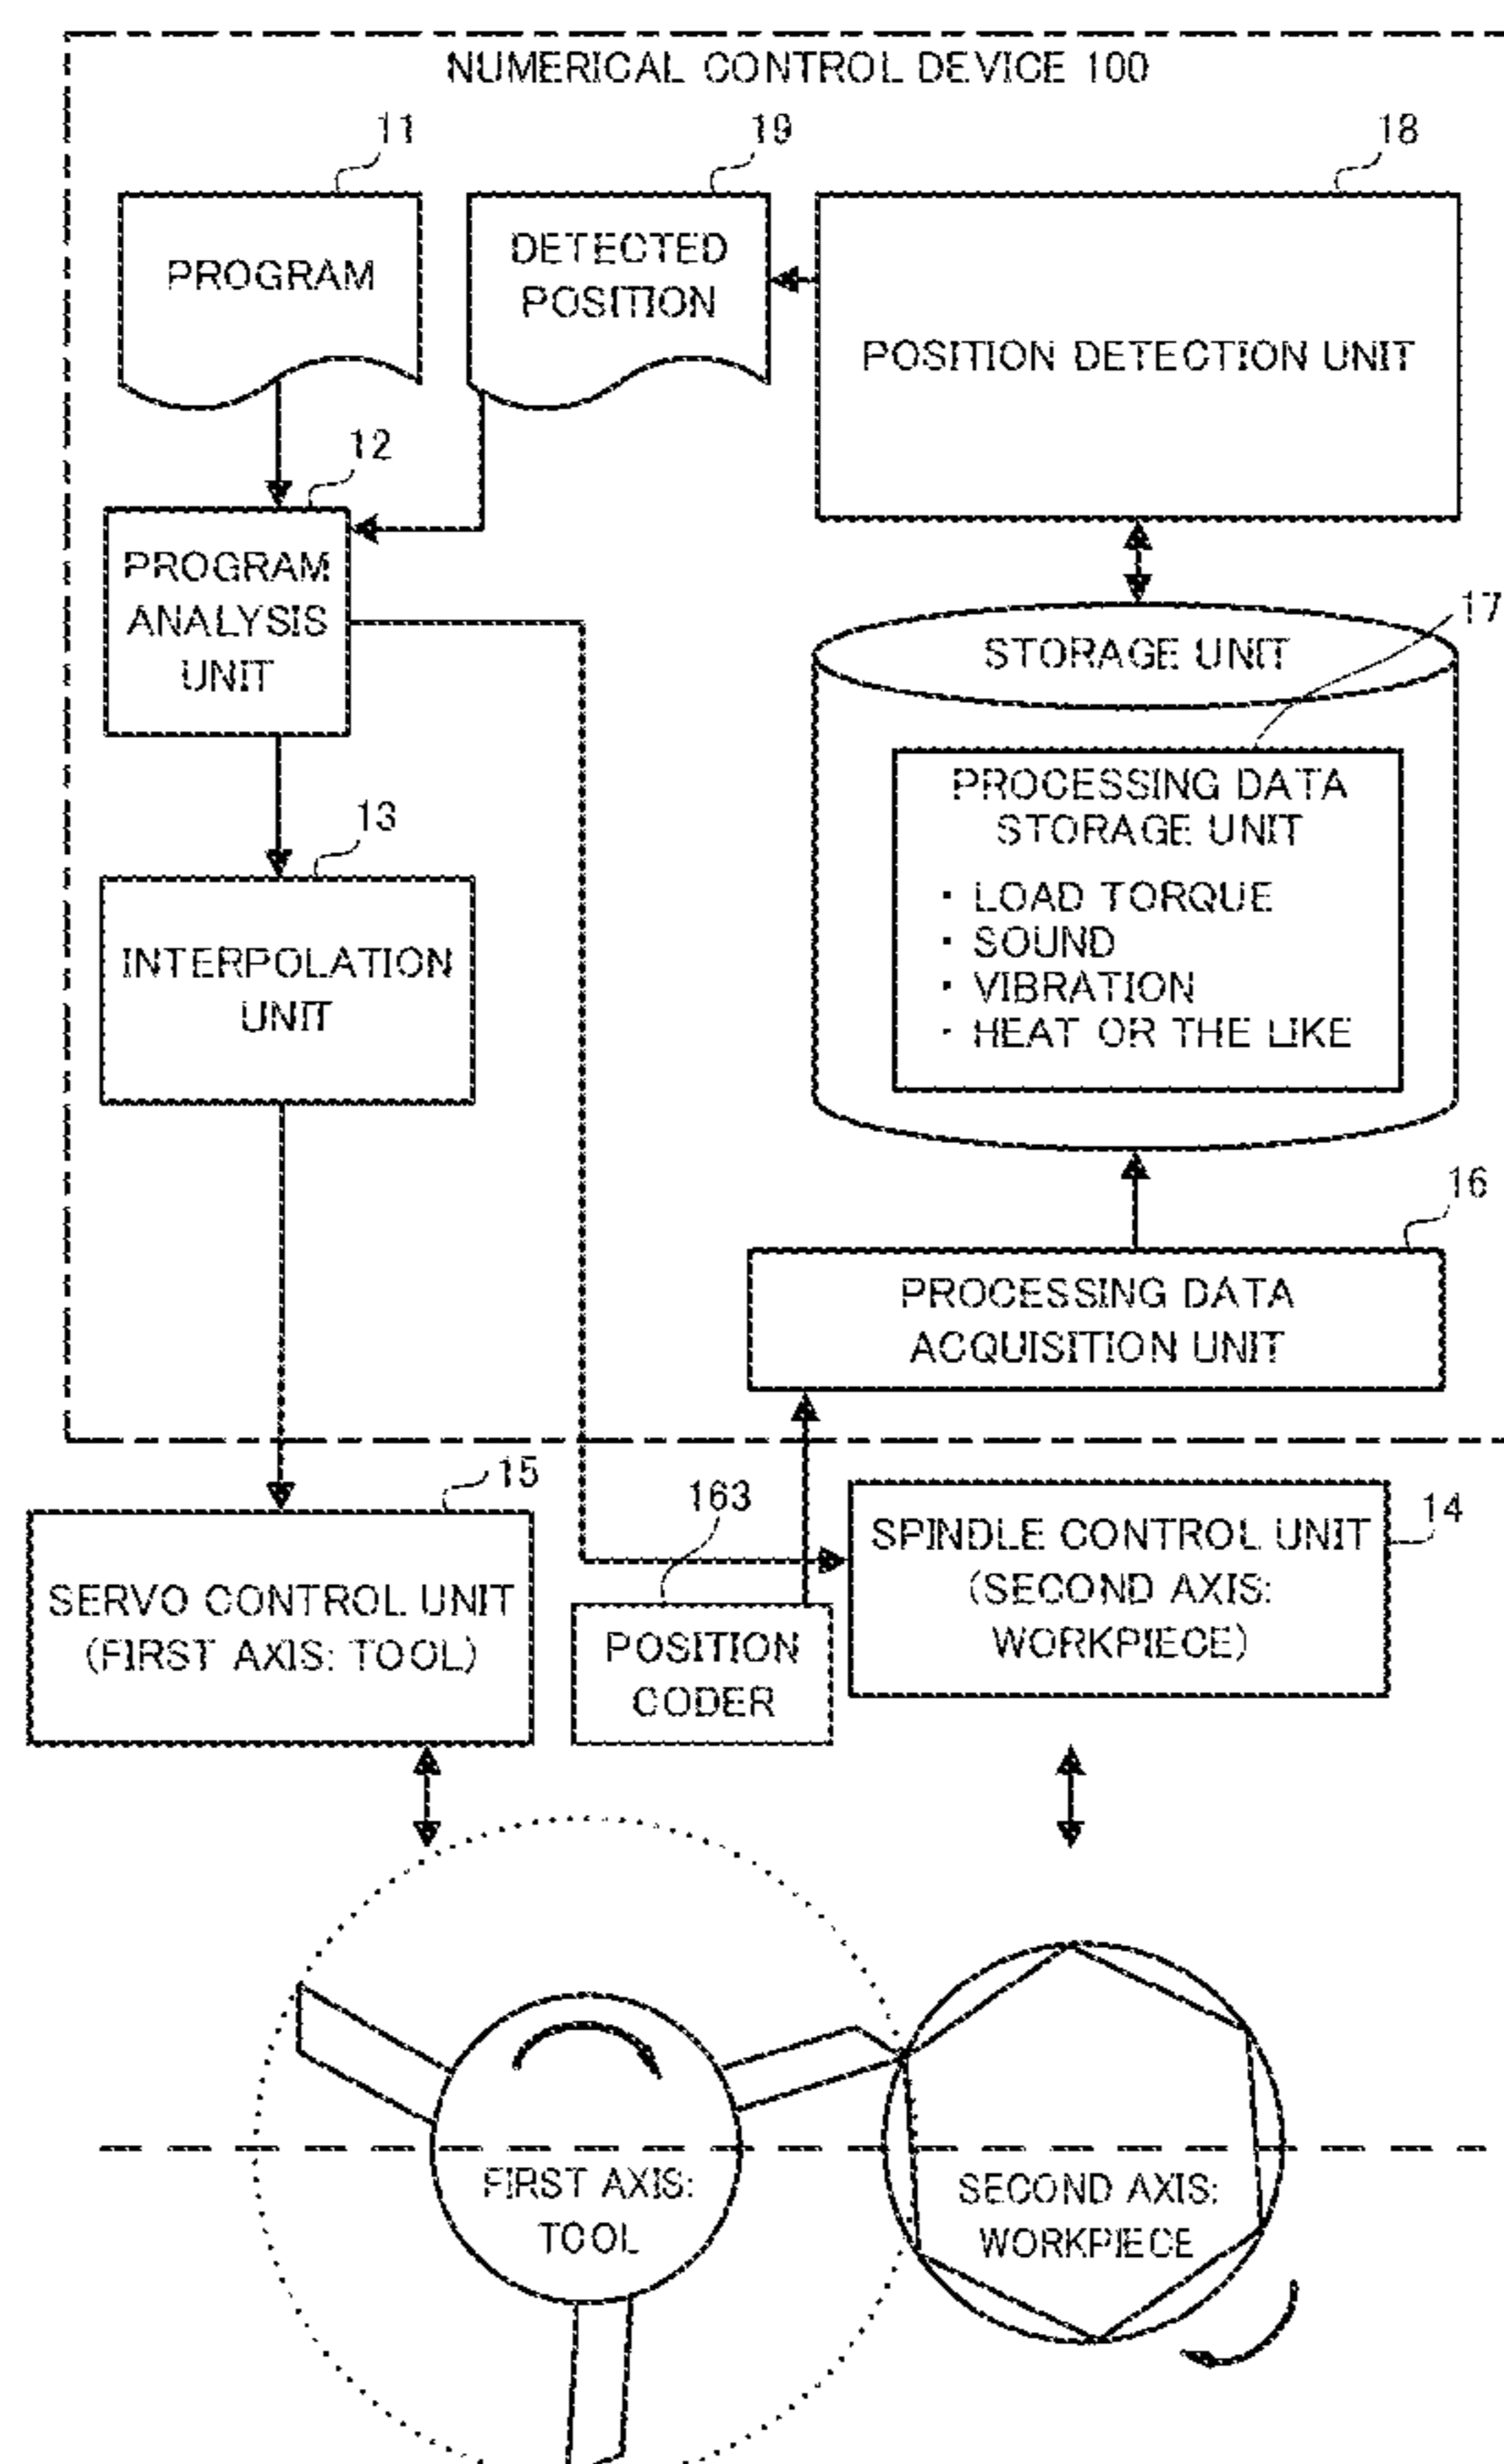 NUMERICAL CONTROL DEVICE 100
11
19
18
PROGRAM
DETECTED
POSITION
POSITION DETECTION UNIT
12
PROGRAM
ANALYSIS
UNIT
17
STORAGE UNIT
PROCESSING DATA
STORAGE UNIT
・ LOAD TORQUE
・ SOUND
・ VIBRATION
・ HEAT OR THE LIKE
13
INTERPOLATION
UNIT
16
PROCESSING DATA
ACQUISITION UNIT
15
SERVO CONTROL UNIT
(FIRST AXIS: TOOL)
163
POSITION
CODER
14
SPINDLE CONTROL UNIT
(SECOND AXIS:
WORKPIECE)
FIRST AXIS:
TOOL
SECOND AXIS:
WORKPIECE